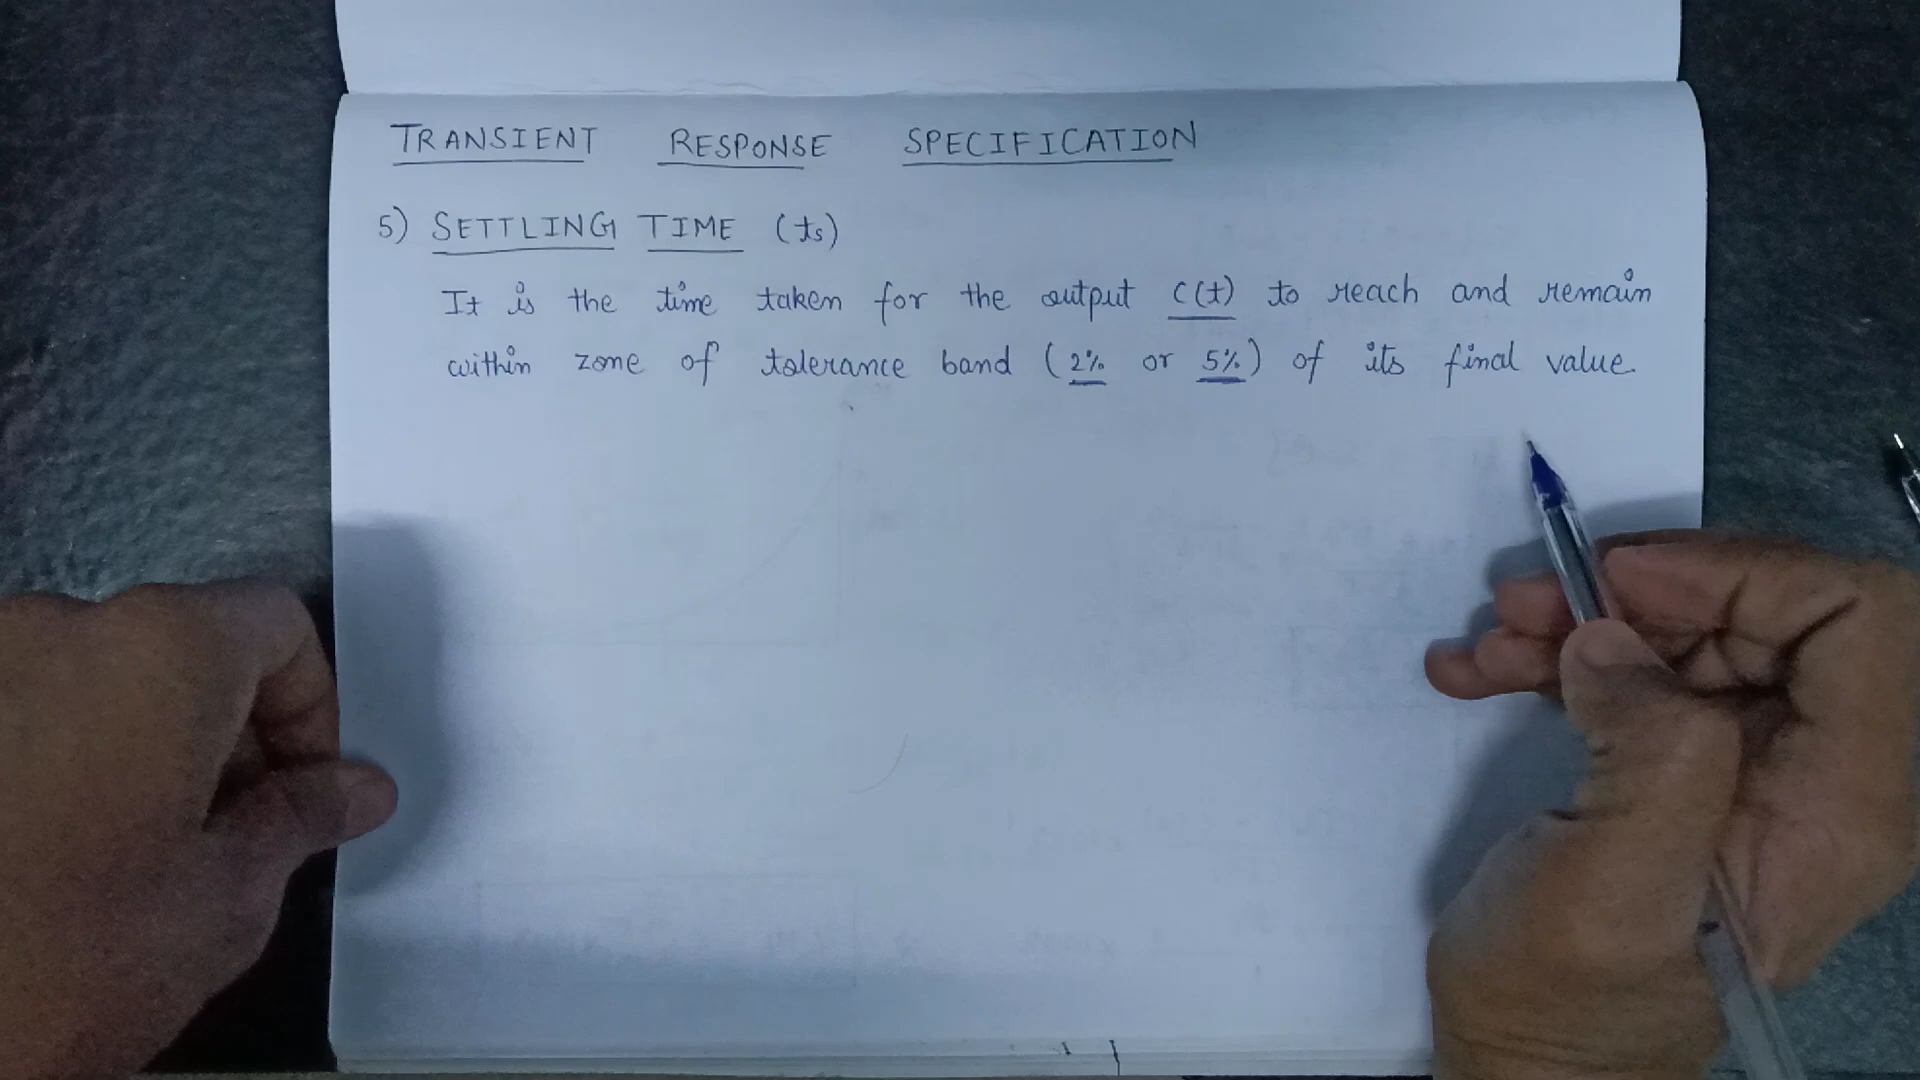 TRANSIENT RESPONSE SPECIFICATION
5) SETTLING TIME (ts)
It is the time taken for the output c(t) to reach and remain
within zone of tolerance band (2% or 5%) of its final value.